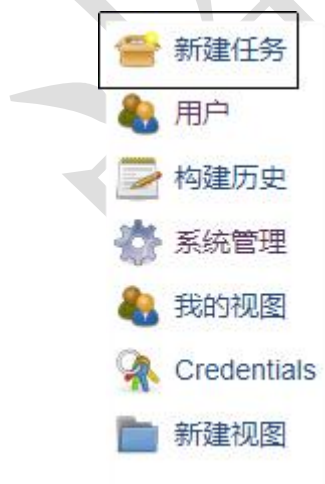 新建任务
用户
构建历史
系统管理
我的视图
Credentials
新建视图